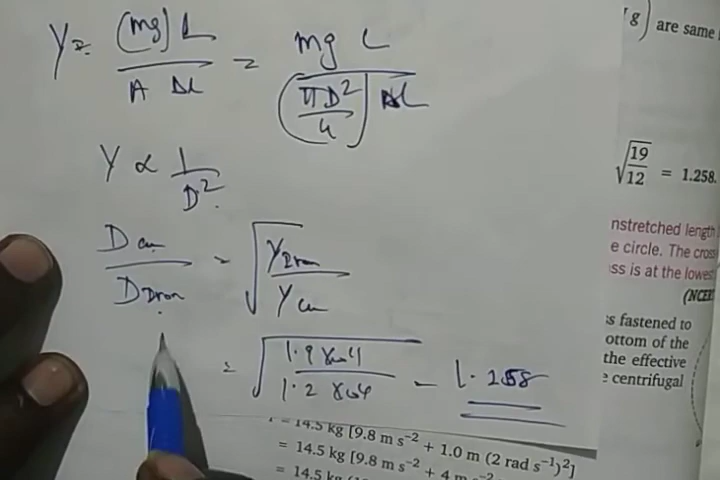 Y = (mg) L / A ΔL = mg L / (πD²/4) ΔL
Y ∝ 1/D²
D cu / D Iron = √(Y Iron / Y cu)
= √(1.9 × / 1.2 ×) = 1.258
g) are same
√(19/12) = 1.258.
nstretched length
e circle. The cross
ss is at the lowest
(NCER
s fastened to
ottom of the
the effective
e centrifugal
= 14.5 kg [9.8 m s⁻² + 1.0 m (2 rad s⁻¹)²]
= 14.5 kg [9.8 m s⁻² + 4 m s⁻²
= 14.5